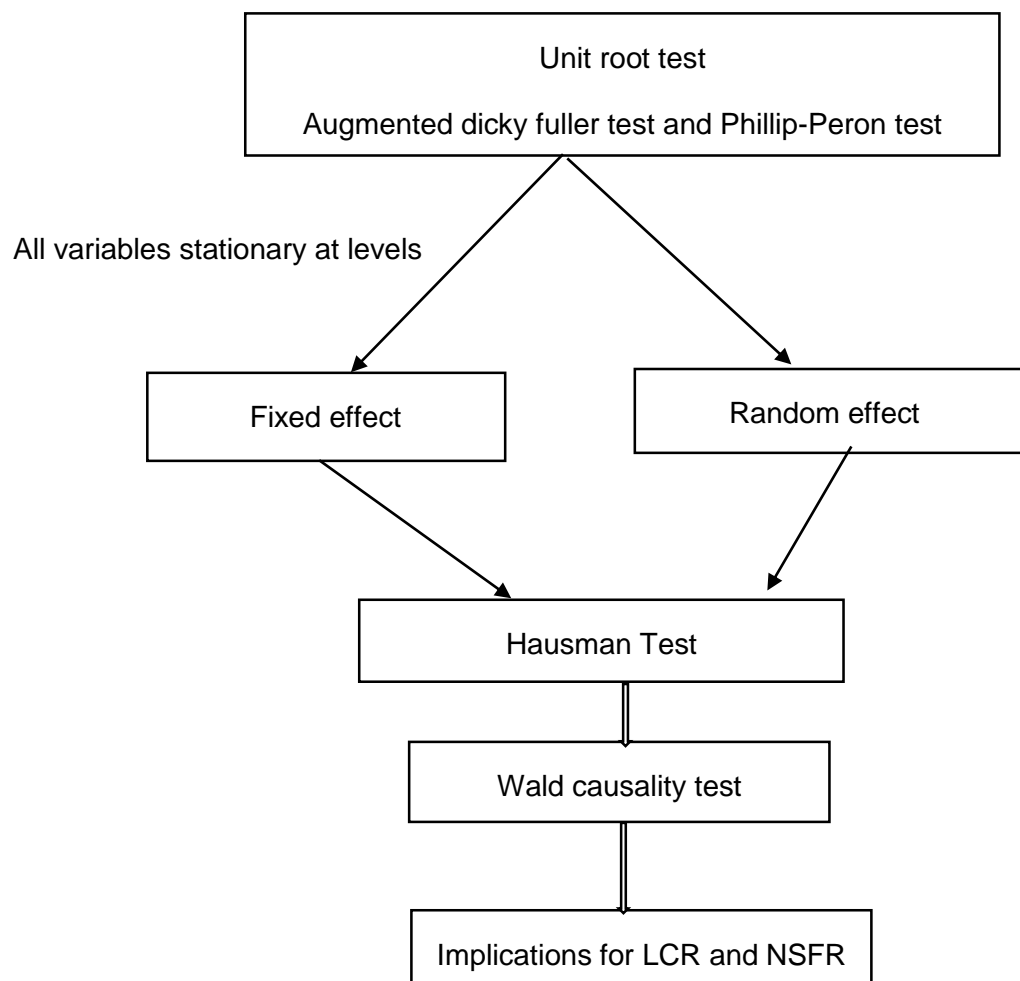 Unit root test
Augmented dicky fuller test and Phillip-Peron test
All variables stationary at levels
Fixed effect
Random effect
Hausman Test
Wald causality test
Implications for LCR and NSFR